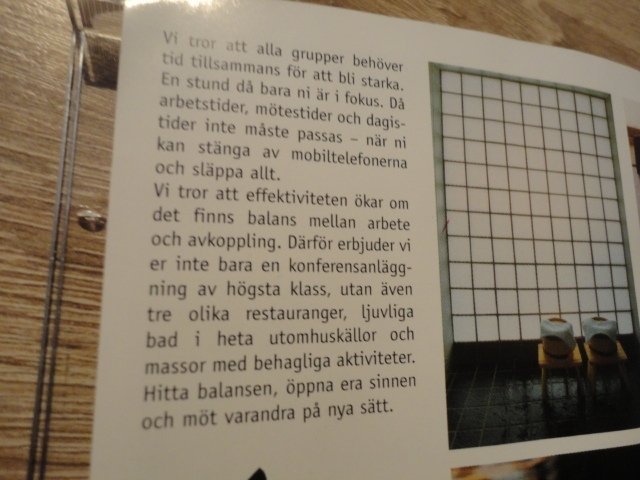 Vi tror att alla grupper behöver
tid tillsammans för att bli starka.
En stund då bara ni är i fokus. Då
arbetstider, mötestider och dagis-
tider inte måste passas – när ni
kan stänga av mobiltelefonerna
och släppa allt.
Vi tror att effektiviteten ökar om
det finns balans mellan arbete
och avkoppling. Därför erbjuder vi
er inte bara en konferensanlägg-
ning av högsta klass, utan även
tre olika restauranger, ljuvliga
bad i heta utomhuskällor och
massor med behagliga aktiviteter.
Hitta balansen, öppna era sinnen
och möt varandra på nya sätt.